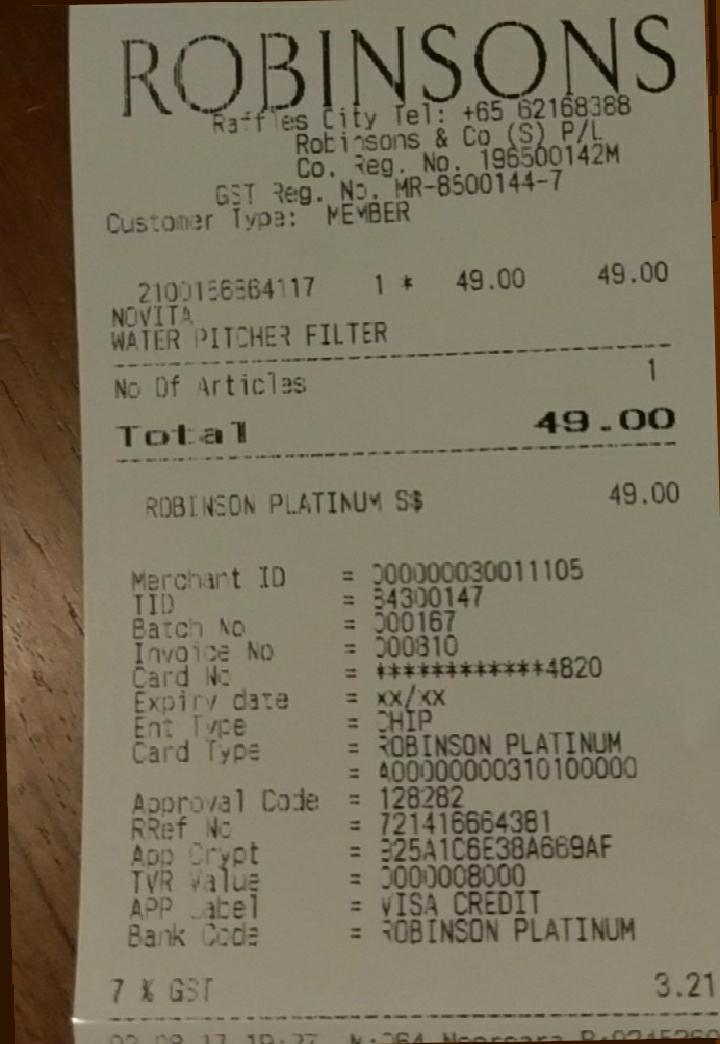 ROBINSONS
Raffles City Tel: +65 62168388
Robinsons & Co (S) P/L
Co. Reg. No. 196500142M
GST Reg. No. MR-8500144-7
Customer Type: MEMBER
2100156864117 1 * 49.00 49.00
NOVITA
WATER PITCHER FILTER
No Of Articles 1
Total 49.00
ROBINSON PLATINUM S$ 49.00
Merchant ID = 000000030011105
TID = 84300147
Batch No = 000167
Invoice No = 000810
Card No = ************4820
Expiry date = xx/xx
Ent Type = CHIP
Card Type = ROBINSON PLATINUM
= A0000000031010​0000
Approval Code = 128282
RRef No = 721416664381
App Crypt = 825A1C6E38A669AF
TVR Value = 0000008000
APP Label = VISA CREDIT
Bank Code = ROBINSON PLATINUM
7 % GST 3.21